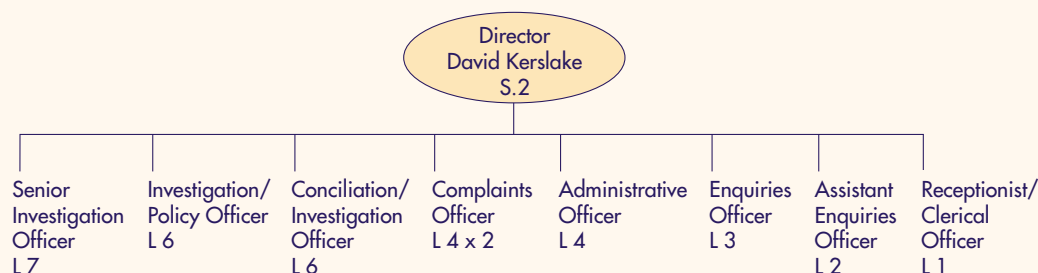 Director
David Kerslake
S.2
Senior
Investigation
Officer
L 7
Investigation/
Policy Officer
L 6
Conciliation/
Investigation
Officer
L 6
Complaints
Officer
L 4 x 2
Administrative
Officer
L 4
Enquiries
Officer
L 3
Assistant
Enquiries
Officer
L 2
Receptionist/
Clerical
Officer
L 1